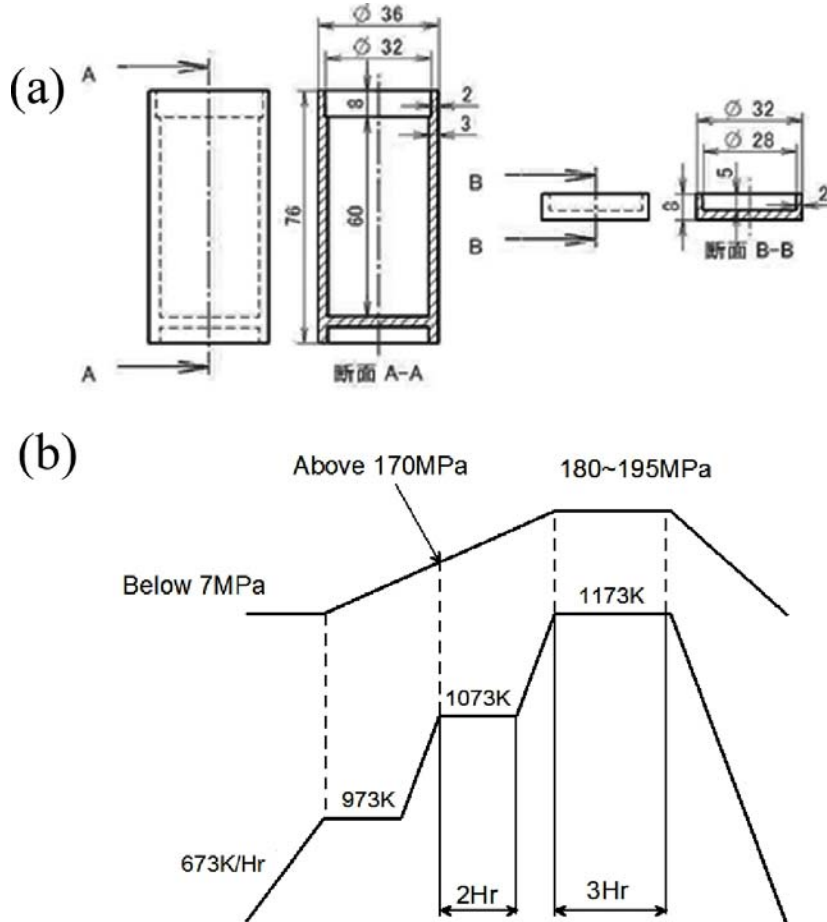 (a)
A
A
Ø 36
Ø 32
8
2
3
76
60
断面 A-A
B
B
Ø 32
Ø 28
5
2
8
断面 B-B
(b)
Above 170MPa
180~195MPa
Below 7MPa
1173K
1073K
973K
673K/Hr
2Hr
3Hr